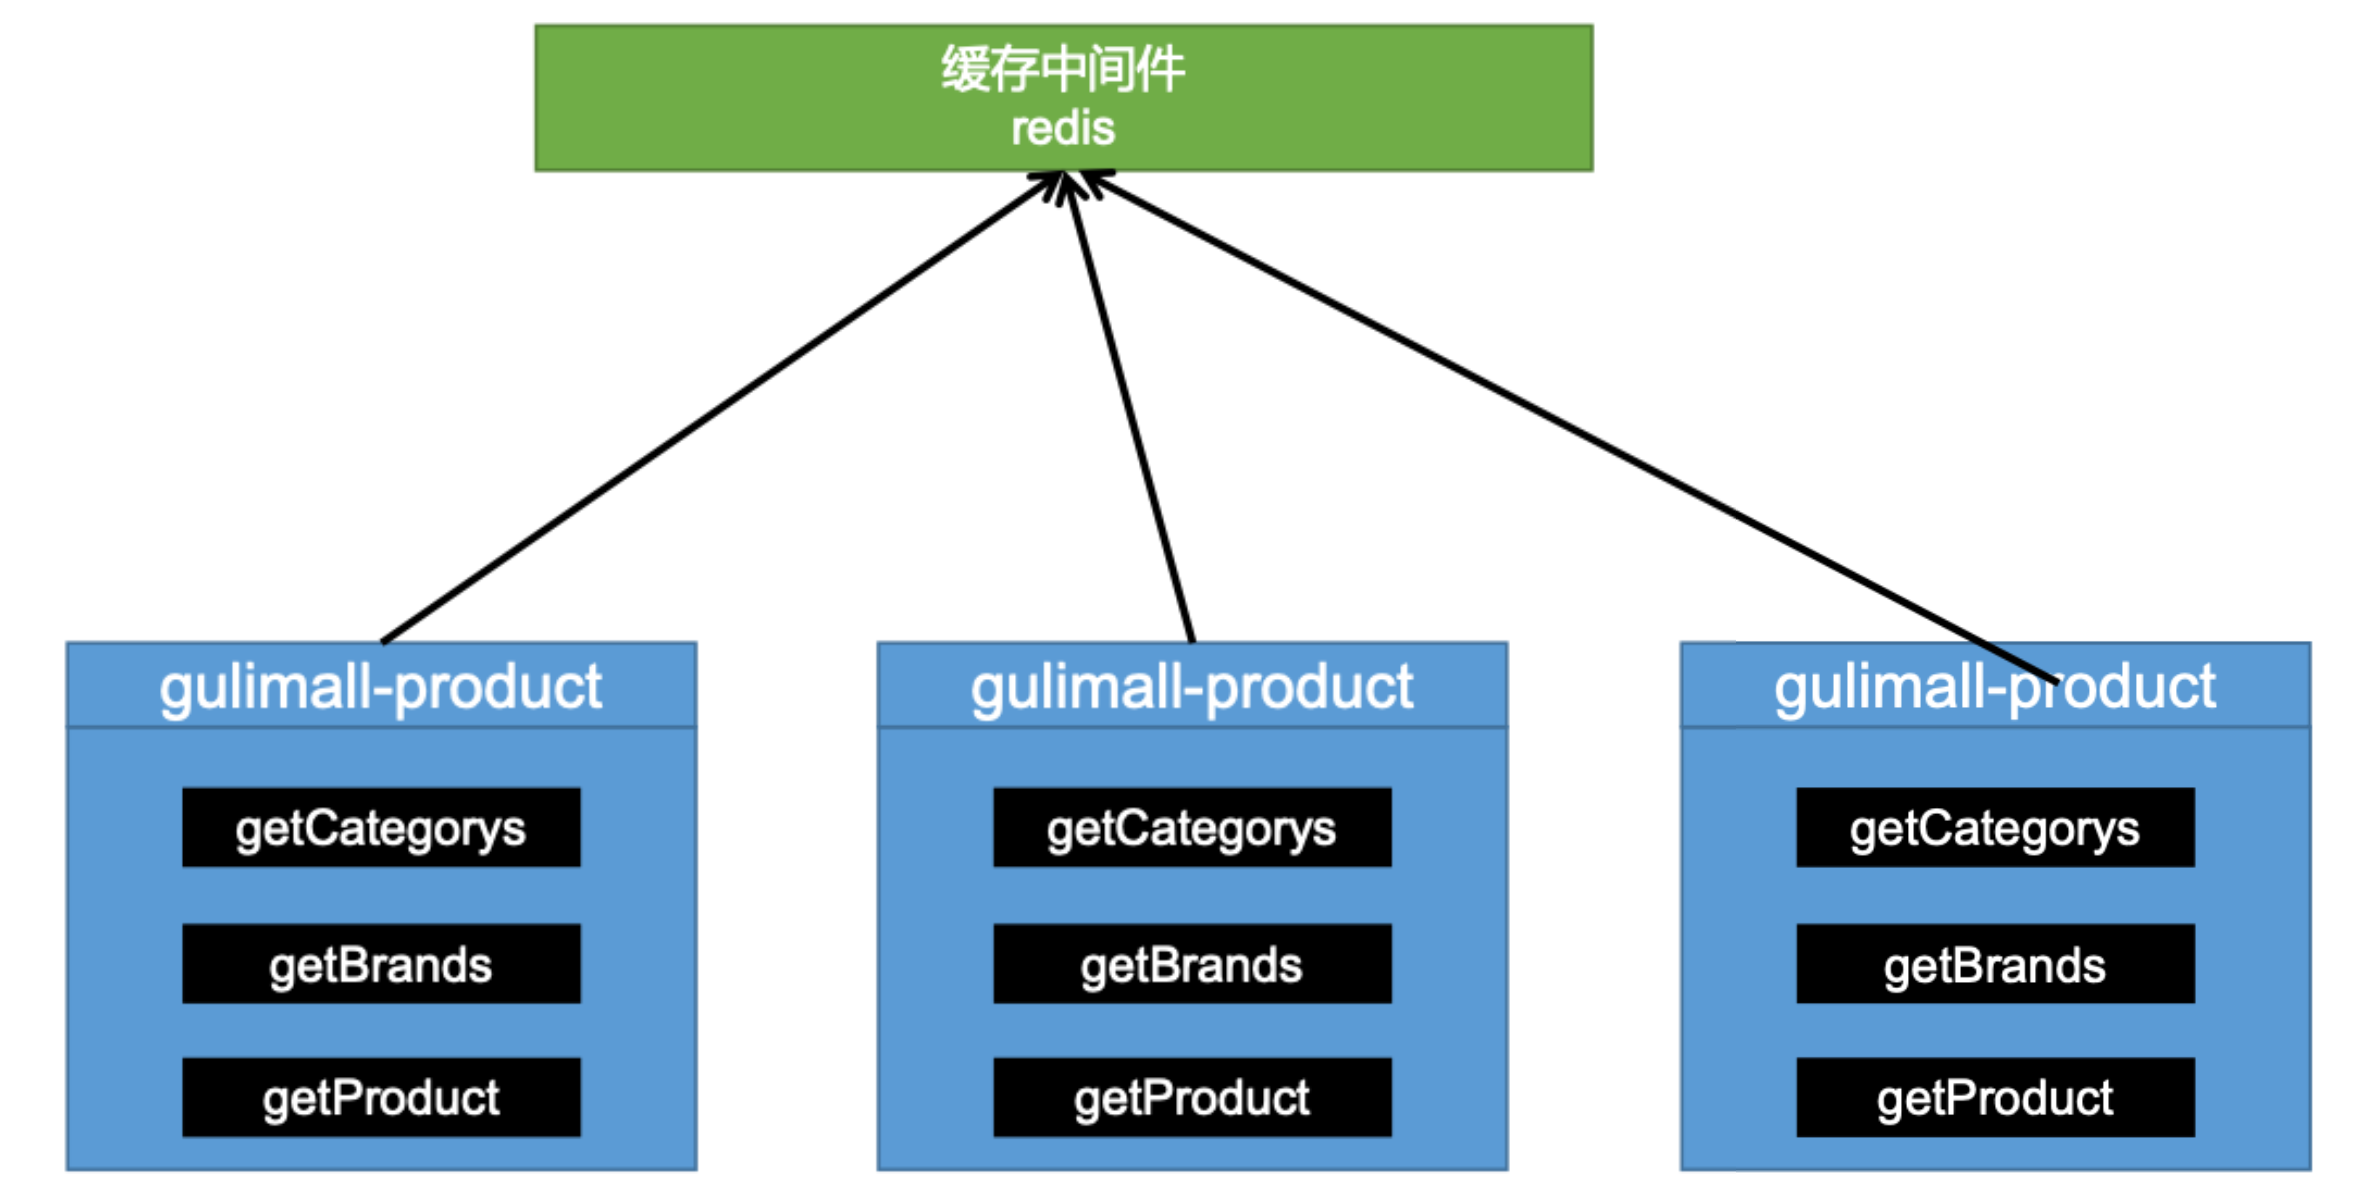 缓存中间件
redis
gulimall-product
getCategorys
getBrands
getProduct
gulimall-product
getCategorys
getBrands
getProduct
gulimall-product
getCategorys
getBrands
getProduct